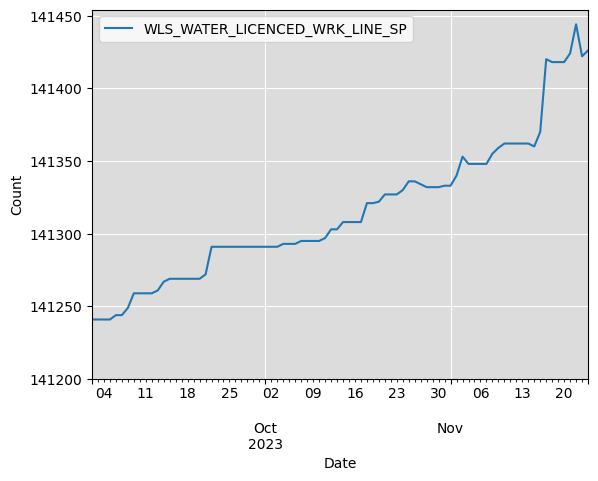 WLS_WATER_LICENCED_WRK_LINE_SP
141450
141400
141350
141300
141250
141200
Count
04 11 18 25 02 09 16 23 30 06 13 20
Oct Nov
2023
Date